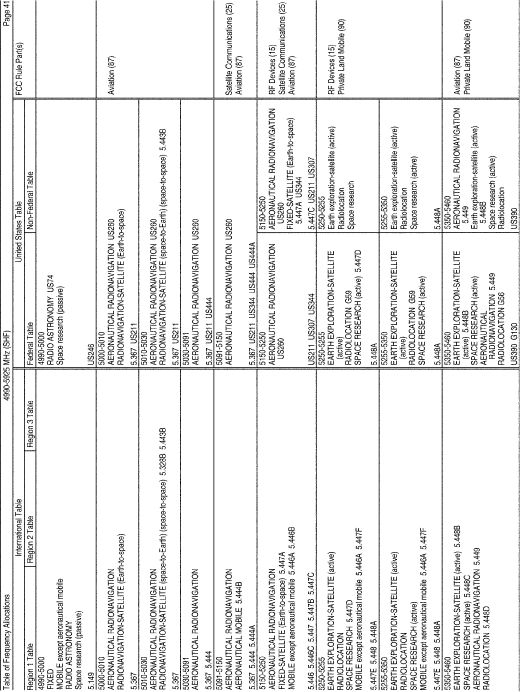 Table of Frequency Allocations
4990-5925 MHz (SHF)
Page 41
International Table
United States Table
FCC Rule Part(s)
Region 1 Table
Region 2 Table
Region 3 Table
Federal Table
Non-Federal Table
4990-5000
FIXED
MOBILE except aeronautical mobile
RADIO ASTRONOMY
Space research (passive)
5.149
4990-5000
RADIO ASTRONOMY US74
Space research (passive)
US246
5000-5010
AERONAUTICAL RADIONAVIGATION
RADIONAVIGATION-SATELLITE (Earth-to-space)
5.367
5000-5010
AERONAUTICAL RADIONAVIGATION US260
RADIONAVIGATION-SATELLITE (Earth-to-space)
5.367 US211
Aviation (87)
5010-5030
AERONAUTICAL RADIONAVIGATION
RADIONAVIGATION-SATELLITE (space-to-Earth) (space-to-space) 5.328B 5.443B
5.367
5010-5030
AERONAUTICAL RADIONAVIGATION US260
RADIONAVIGATION-SATELLITE (space-to-Earth) (space-to-space) 5.443B
5.367 US211
5030-5091
AERONAUTICAL RADIONAVIGATION
5.367 5.444
5030-5091
AERONAUTICAL RADIONAVIGATION US260
5.367 US211 US444
5091-5150
AERONAUTICAL RADIONAVIGATION
AERONAUTICAL MOBILE 5.444B
5.367 5.444 5.444A
5091-5150
AERONAUTICAL RADIONAVIGATION US260
5.367 US211 US344 US444 US444A
Satellite Communications (25)
Aviation (87)
5150-5250
AERONAUTICAL RADIONAVIGATION
FIXED-SATELLITE (Earth-to-space) 5.447A
MOBILE except aeronautical mobile 5.446A 5.446B
5.446 5.446C 5.447 5.447B 5.447C
5150-5250
AERONAUTICAL RADIONAVIGATION
US260
US211 US307 US344
5150-5250
AERONAUTICAL RADIONAVIGATION
US260
FIXED-SATELLITE (Earth-to-space)
5.447A US344
5.447C US211 US307
RF Devices (15)
Satellite Communications (25)
Aviation (87)
5250-5255
EARTH EXPLORATION-SATELLITE (active)
RADIOLOCATION
SPACE RESEARCH 5.447D
MOBILE except aeronautical mobile 5.446A 5.447F
5.447E 5.448 5.448A
5250-5255
EARTH EXPLORATION-SATELLITE
(active)
RADIOLOCATION G59
SPACE RESEARCH (active) 5.447D
5.448A
5250-5255
Earth exploration-satellite (active)
Radiolocation
Space research
RF Devices (15)
Private Land Mobile (90)
5255-5350
EARTH EXPLORATION-SATELLITE (active)
RADIOLOCATION
SPACE RESEARCH (active)
MOBILE except aeronautical mobile 5.446A 5.447F
5.447E 5.448 5.448A
5255-5350
EARTH EXPLORATION-SATELLITE
(active)
RADIOLOCATION G59
SPACE RESEARCH (active)
5.448A
5255-5350
Earth exploration-satellite (active)
Radiolocation
Space research (active)
5.448A
5350-5460
EARTH EXPLORATION-SATELLITE (active) 5.448B
SPACE RESEARCH (active) 5.448C
AERONAUTICAL RADIONAVIGATION 5.449
RADIOLOCATION 5.448D
5350-5460
EARTH EXPLORATION-SATELLITE
(active) 5.448B
SPACE RESEARCH (active)
AERONAUTICAL
RADIONAVIGATION 5.449
RADIOLOCATION G56
US390 G130
5350-5460
AERONAUTICAL RADIONAVIGATION
5.449
Earth exploration-satellite (active)
5.448B
Space research (active)
Radiolocation
US390
Aviation (87)
Private Land Mobile (90)